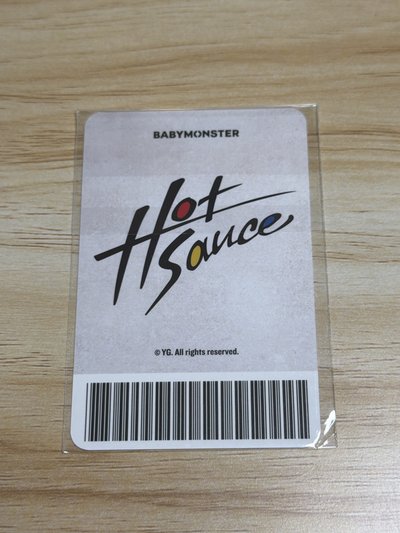 BABYMONSTER
Hot
Sauce
© YG. All rights reserved.